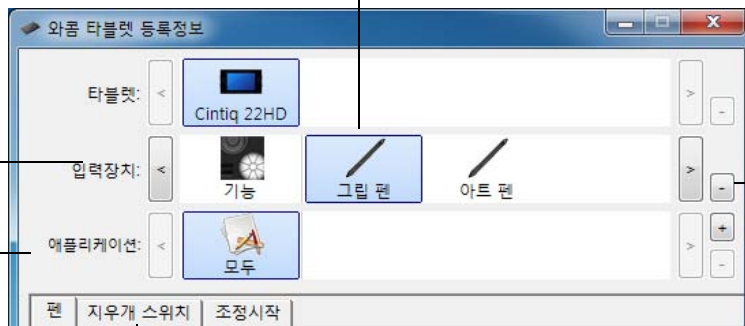 와콤 타블렛 등록정보
타블렛:
Cintiq 22HD
입력장치:
기능
그립 펜
아트 펜
애플리케이션:
모두
펜
지우개 스위치
조정시작